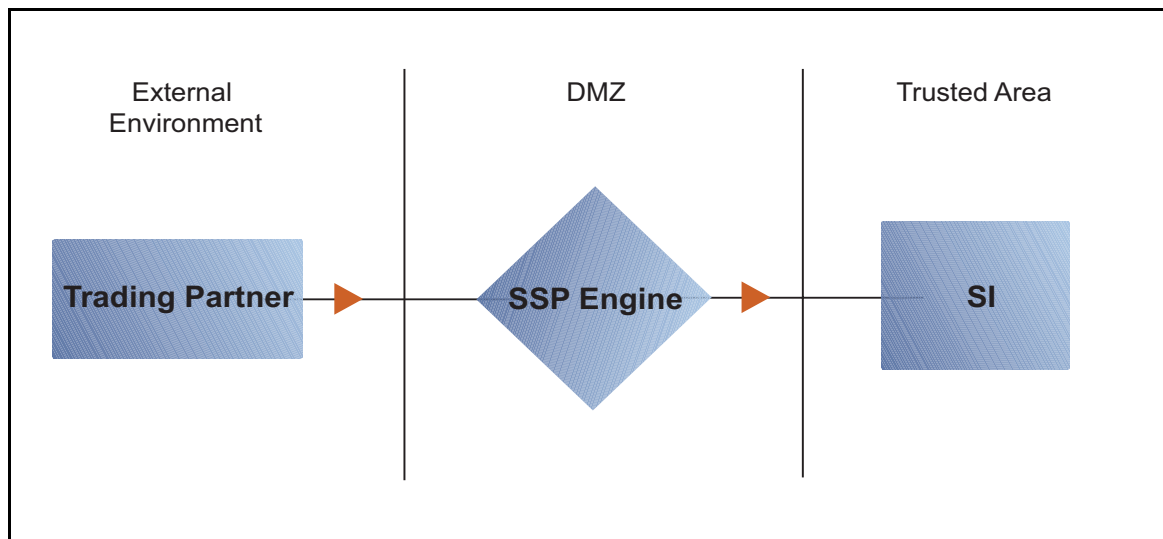 External
Environment
DMZ
Trusted Area
Trading Partner
SSP Engine
SI